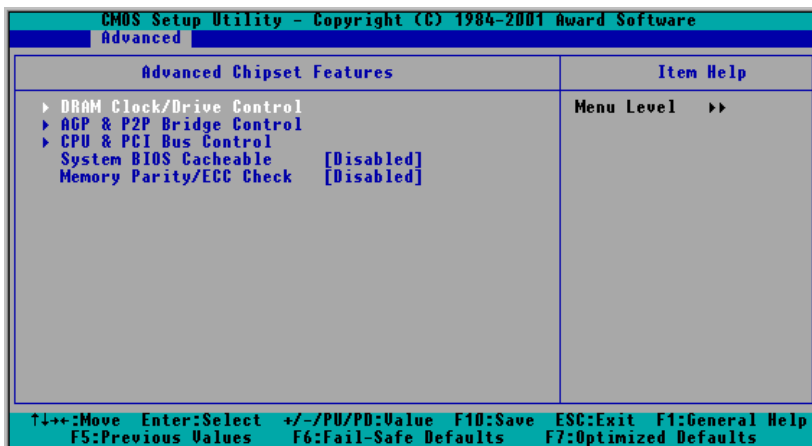 CMOS Setup Utility - Copyright (C) 1984-2001 Award Software
Advanced
Advanced Chipset Features
Item Help
▸ DRAM Clock/Drive Control
▸ AGP & P2P Bridge Control
▸ CPU & PCI Bus Control
System BIOS Cacheable [Disabled]
Memory Parity/ECC Check [Disabled]
Menu Level ▸▸
↑↓→←:Move Enter:Select +/-/PU/PD:Value F10:Save ESC:Exit F1:General Help
F5:Previous Values F6:Fail-Safe Defaults F7:Optimized Defaults